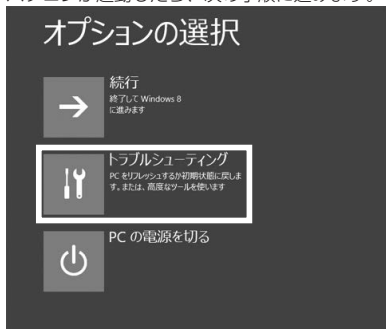 オプションの選択
続行
終了して Windows 8
に進みます
トラブルシューティング
PC をリフレッシュするか初期状態に戻しま
す。または、高度なツールを使います
PC の電源を切る